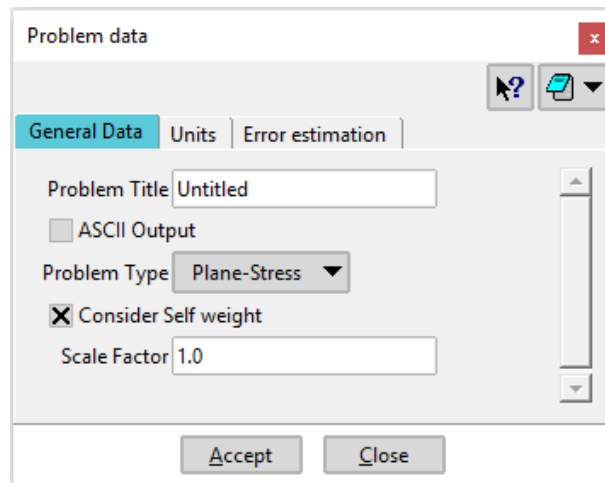 Problem data
x
?
General Data Units Error estimation
Problem Title Untitled
ASCII Output
Problem Type Plane-Stress
Consider Self weight
Scale Factor 1.0
Accept Close